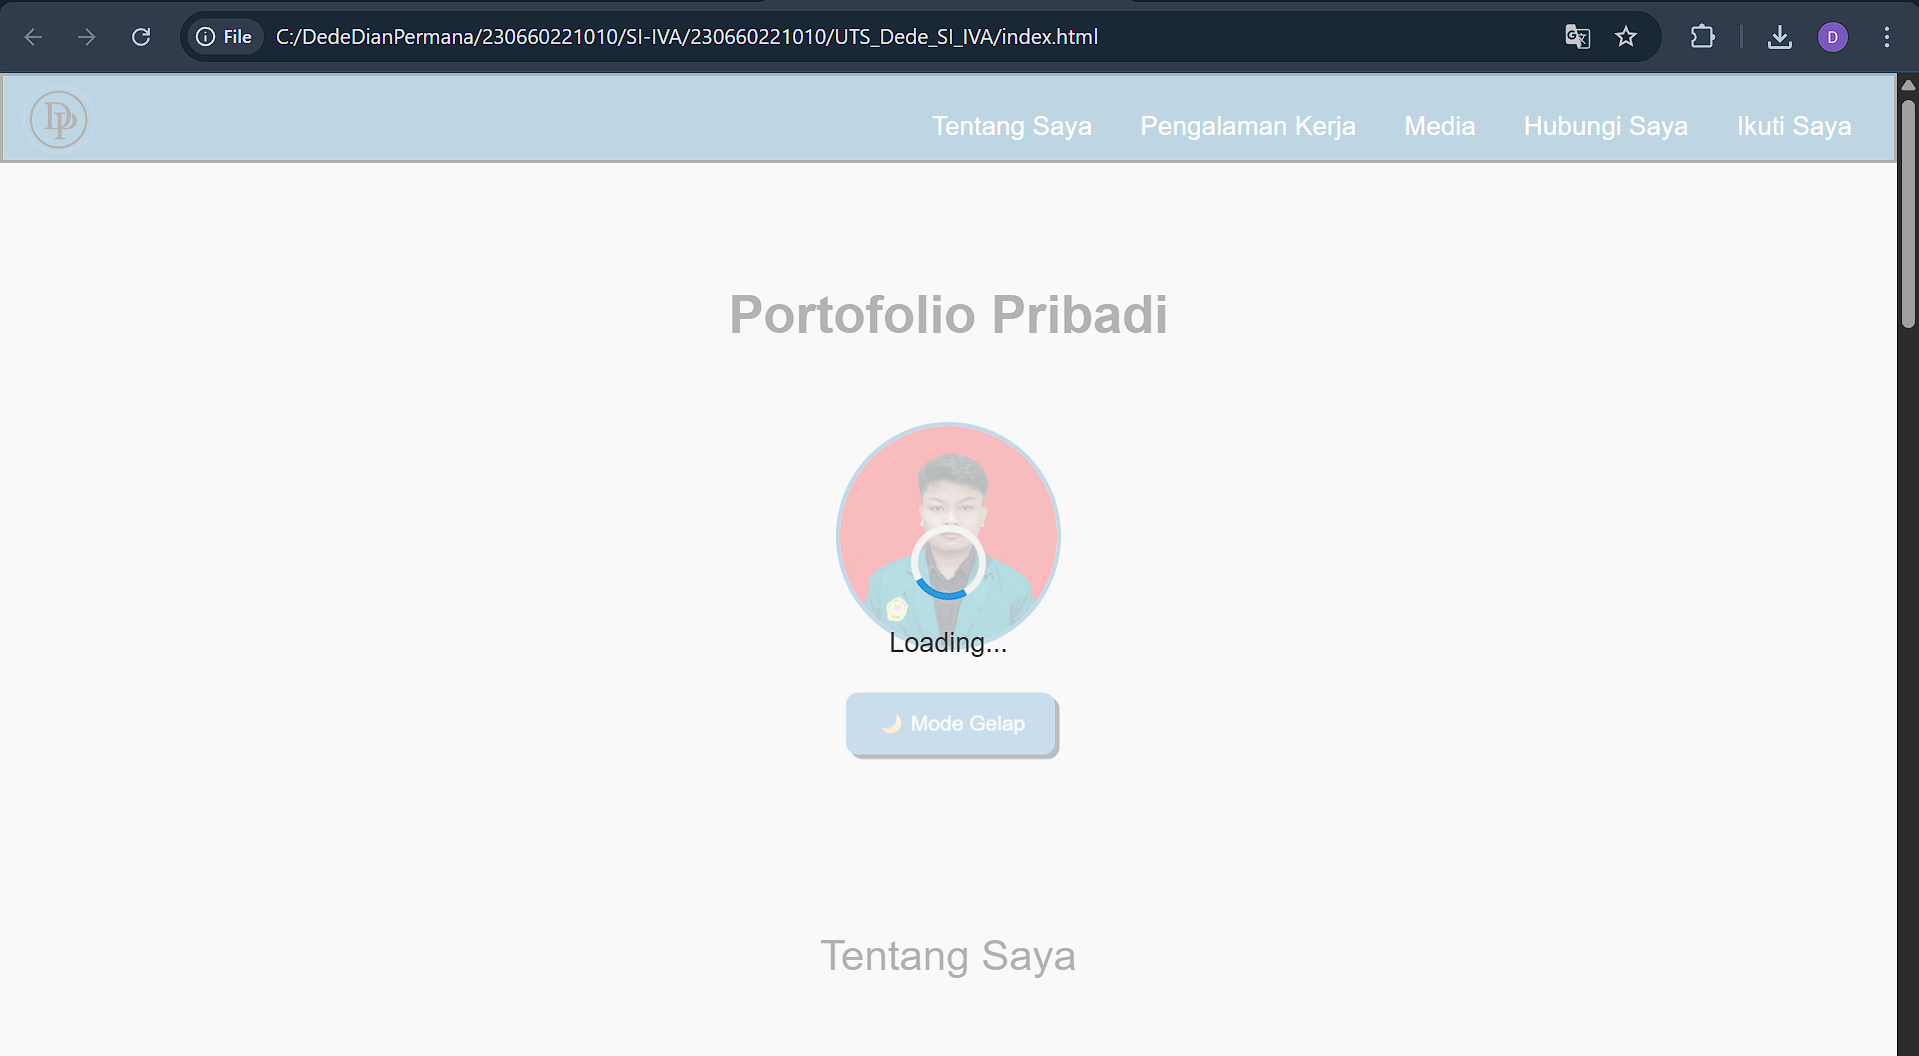 File C:/DedeDianPermana/230660221010/SI-IVA/230660221010/UTS_Dede_SI_IVA/index.html D
DP Tentang Saya Pengalaman Kerja Media Hubungi Saya Ikuti Saya
Portofolio Pribadi
Loading...
🌙 Mode Gelap
Tentang Saya